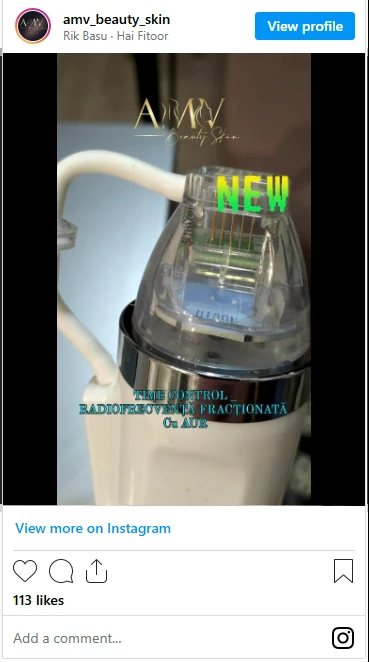 amv_beauty_skin
Rik Basu · Hai Fitoor
View profile
AMV
Beauty Skin
NEW
TIME CONTROL _
RADIOFRECVENȚĂ FRACȚIONATĂ
Cu AUR
View more on Instagram
113 likes
Add a comment...